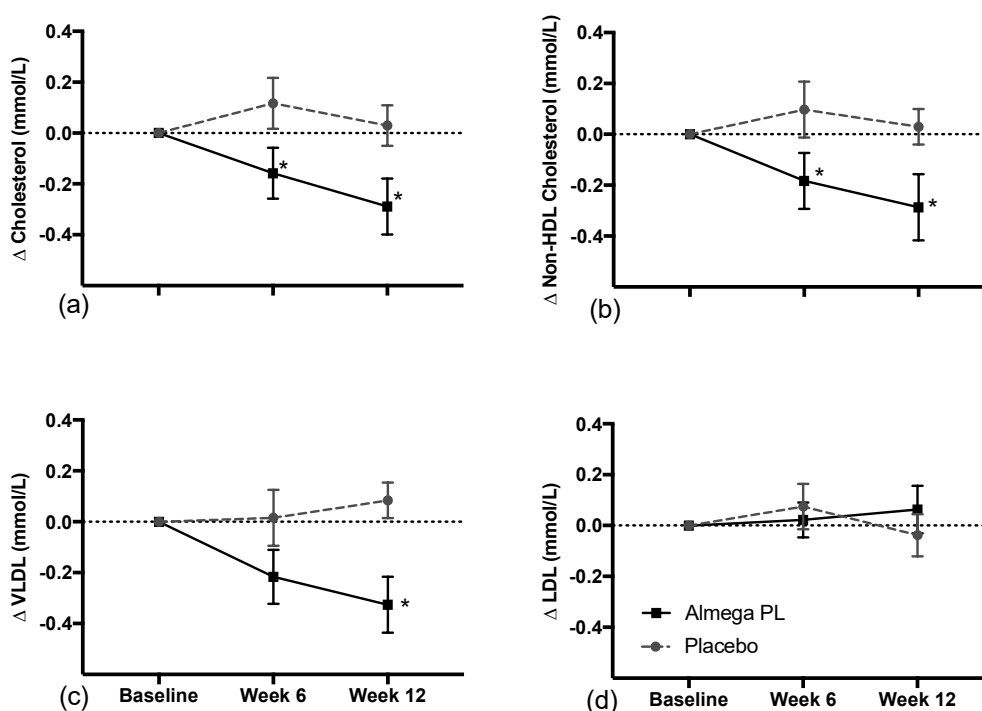 0.4
0.2
0.0
-0.2
-0.4
Δ Cholesterol (mmol/L)
*
*
(a)
0.4
0.2
0.0
-0.2
-0.4
Δ Non-HDL Cholesterol (mmol/L)
*
*
(b)
0.4
0.2
0.0
-0.2
-0.4
Δ VLDL (mmol/L)
*
(c)
Baseline
Week 6
Week 12
0.4
0.2
0.0
-0.2
-0.4
Δ LDL (mmol/L)
Almega PL
Placebo
(d)
Baseline
Week 6
Week 12